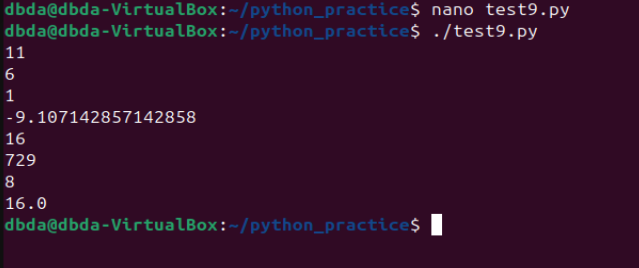 dbda@dbda-VirtualBox:~/python_practice$ nano test9.py
dbda@dbda-VirtualBox:~/python_practice$ ./test9.py
11
6
1
-9.107142857142858
16
729
8
16.0
dbda@dbda-VirtualBox:~/python_practice$